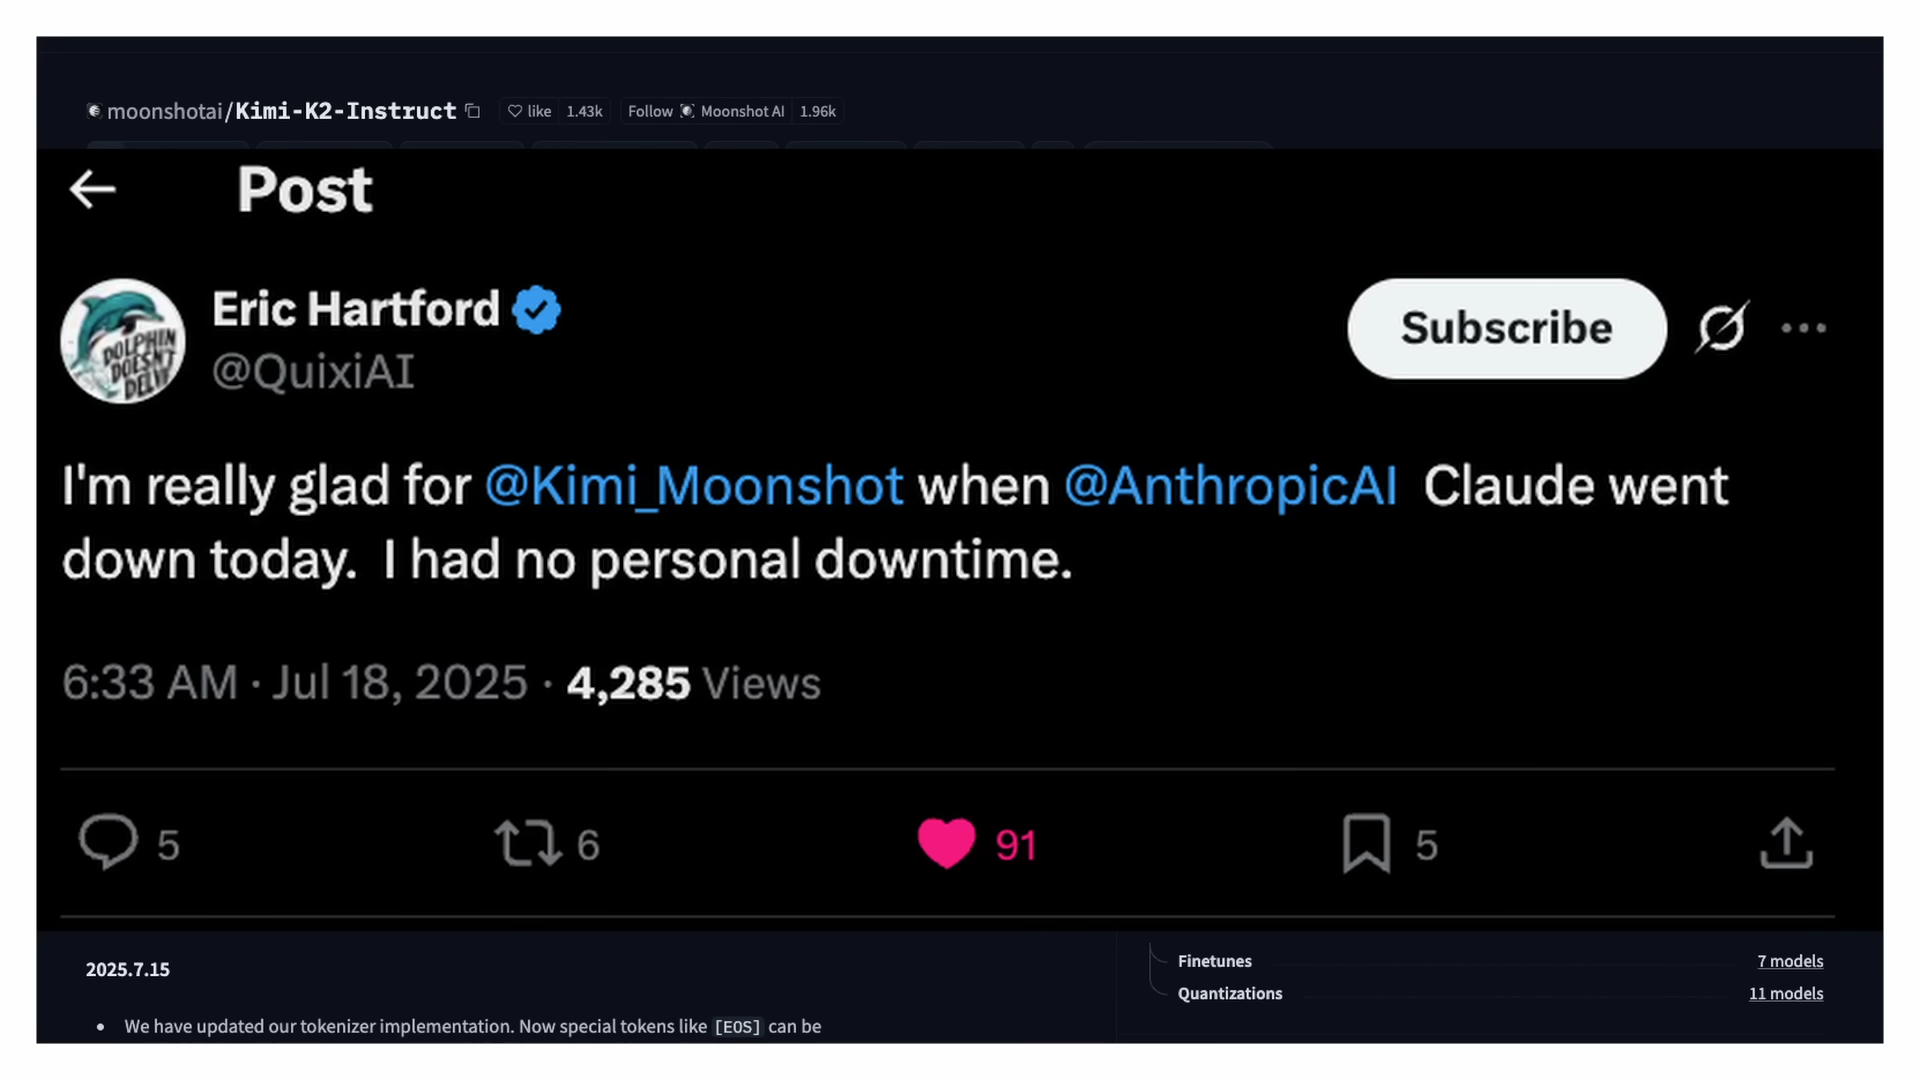 moonshotai/Kimi-K2-Instruct like 1.43k Follow Moonshot AI 1.96k
Post
Eric Hartford
@QuixiAI
Subscribe
DOLPHIN
DOESN'T
DELVE
I'm really glad for @Kimi_Moonshot when @AnthropicAI Claude went
down today. I had no personal downtime.
6:33 AM · Jul 18, 2025 · 4,285 Views
5 6 91 5
2025.7.15
We have updated our tokenizer implementation. Now special tokens like [EOS] can be
Finetunes 7 models
Quantizations 11 models